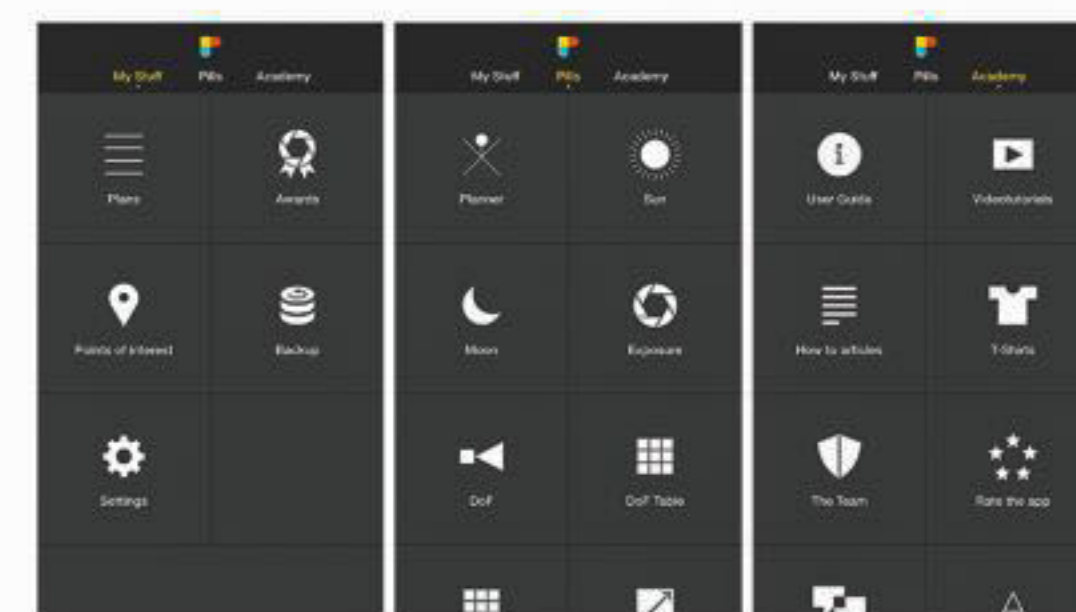 My Stuff Pills Academy
Plans Awards
Points of Interest Backup
Settings
My Stuff Pills Academy
Planner Sun
Moon Exposure
DoF DoF Table
My Stuff Pills Academy
User Guide Videotutorials
How to articles T-Shirts
The Team Rate the app